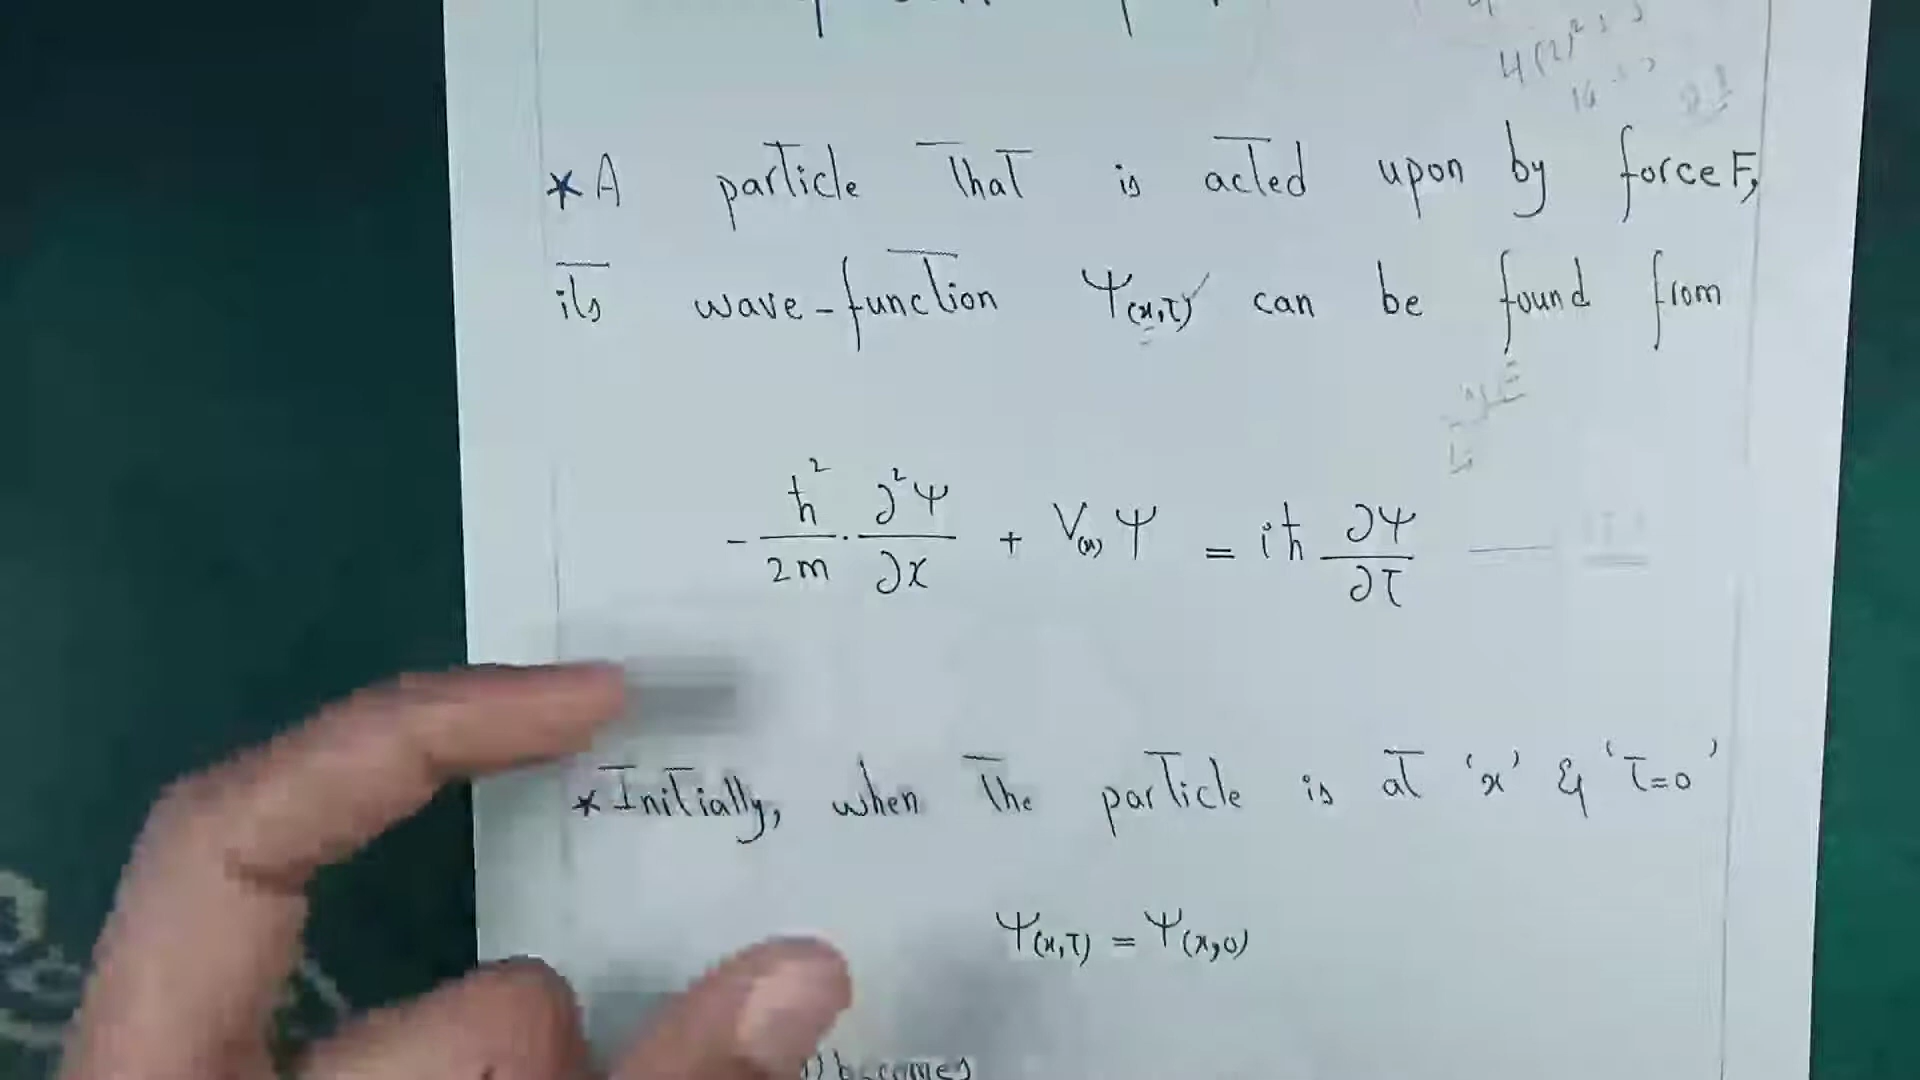 *A particle that is acted upon by force F,
its wave-function Ψ(x,t) can be found from
-ħ²/2m · ∂²Ψ/∂x + V(x)Ψ = iħ ∂Ψ/∂t
*Initially, when the particle is at 'x' & 't=0'
Ψ(x,t) = Ψ(x,0)
becomes